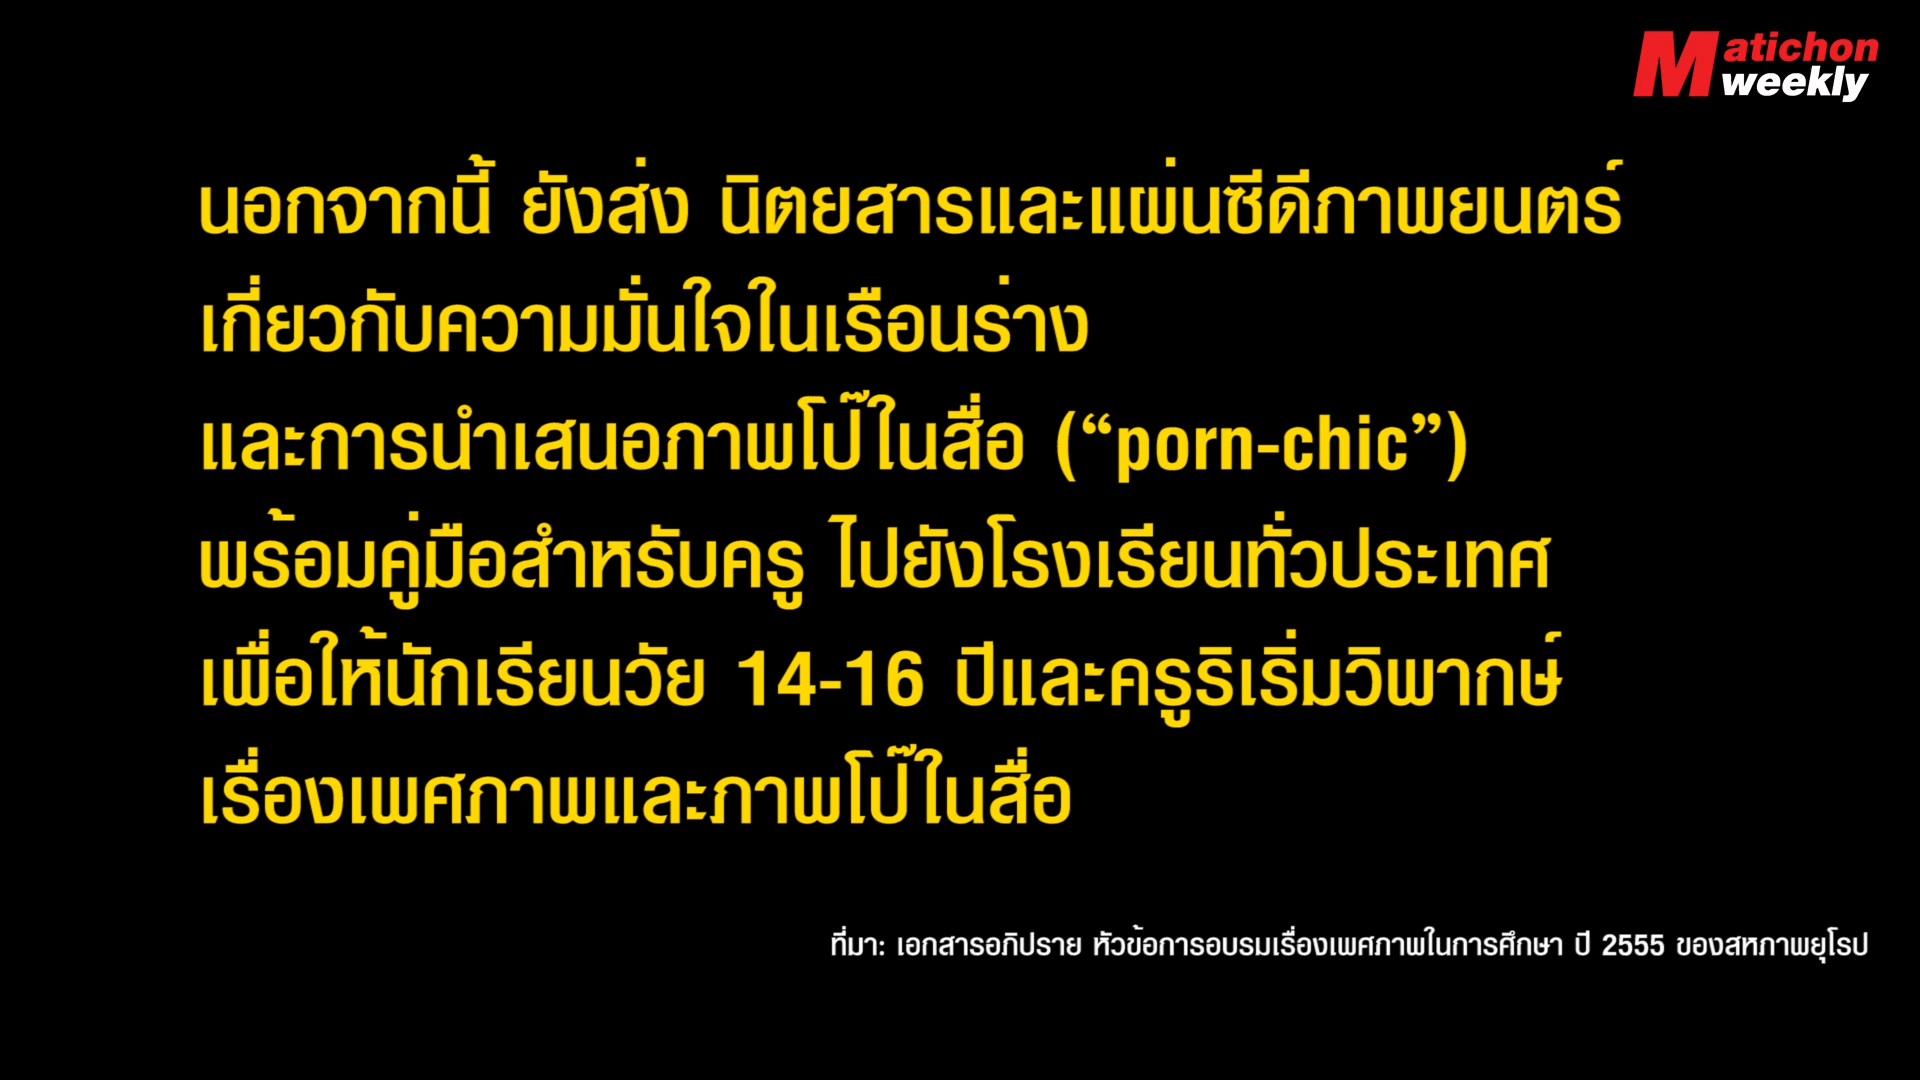 Matichon
weekly
นอกจากนี้ ยังส่ง นิตยสารและแผ่นซีดีภาพยนตร์
เกี่ยวกับความมั่นใจในเรือนร่าง
และการนำเสนอภาพโป๊ในสื่อ (“porn-chic”)
พร้อมคู่มือสำหรับครู ไปยังโรงเรียนทั่วประเทศ
เพื่อให้นักเรียนวัย 14-16 ปีและครูริเริ่มวิพากษ์
เรื่องเพศภาพและภาพโป๊ในสื่อ
ที่มา: เอกสารอภิปราย หัวข้อการอบรมเรื่องเพศภาพในการศึกษา ปี 2555 ของสหภาพยุโรป